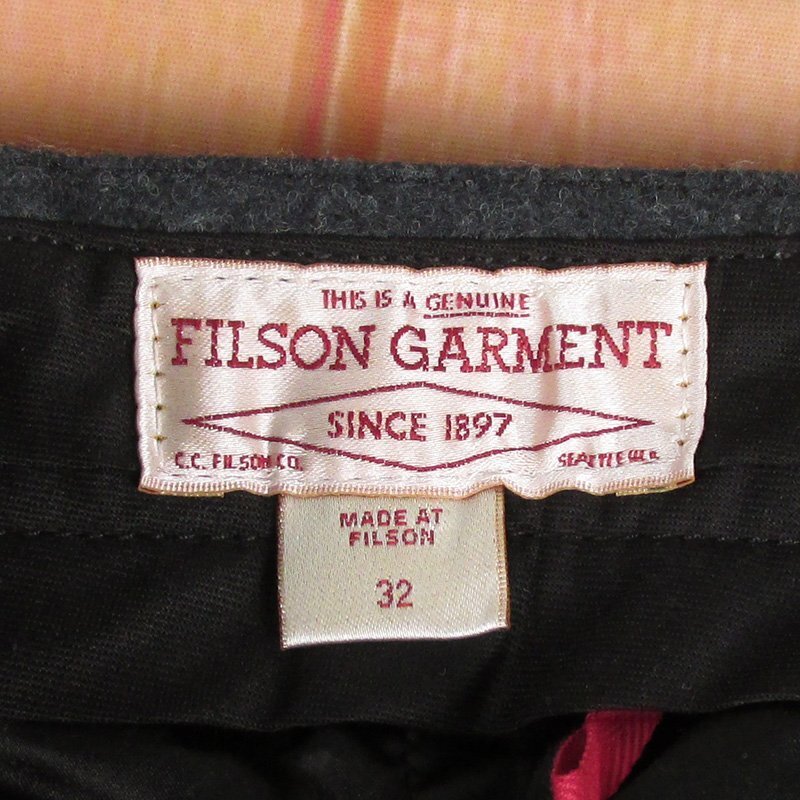 THIS IS A GENUINE
FILSON GARMENT
SINCE 1897
C.C. FILSON CO. SEATTLE
MADE AT
FILSON
32